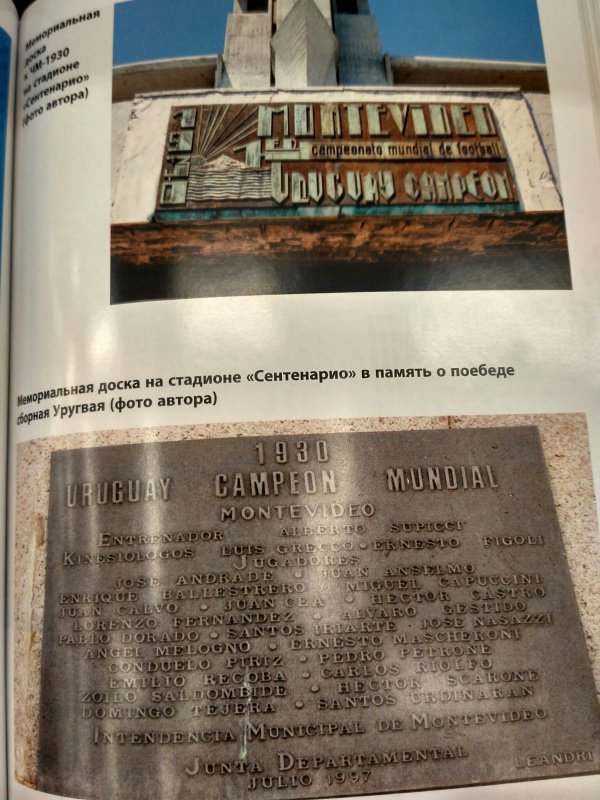 Мемориальная
доска
к ЧМ-1930
на стадионе
«Сентенарио»
(фото автора)
1930
MONTEVIDEO
campeonato mundial de football
URUGUAY CAMPEON
Мемориальная доска на стадионе «Сентенарио» в память о поебеде
сборная Уругвая (фото автора)
1930
URUGUAY CAMPEON MUNDIAL
MONTEVIDEO
ENTRENADOR ALBERTO SUPICCI
KINESIOLOGOS LUIS GRECCO • ERNESTO FIGOLI
JUGADORES
JOSE ANDRADE • JUAN ANSELMO
ENRIQUE BALLESTRERO • MIGUEL CAPUCCINI
JUAN CALVO • JUAN CEA • HECTOR CASTRO
LORENZO FERNANDEZ • ALVARO GESTIDO
PABLO DORADO • SANTOS IRIARTE • JOSE NASAZZI
ANGEL MELOGNO • ERNESTO MASCHERONI
CONDUELO PIRIZ • PEDRO PETRONE
EMILIO RECOBA • CARLOS RIOLFO
ZOILO SALDOMBIDE • HECTOR SCARONE
DOMINGO TEJERA • SANTOS URDINARAN
INTENDENCIA MUNICIPAL DE MONTEVIDEO
JUNTA DEPARTAMENTAL
JULIO 1997
LEANDRI